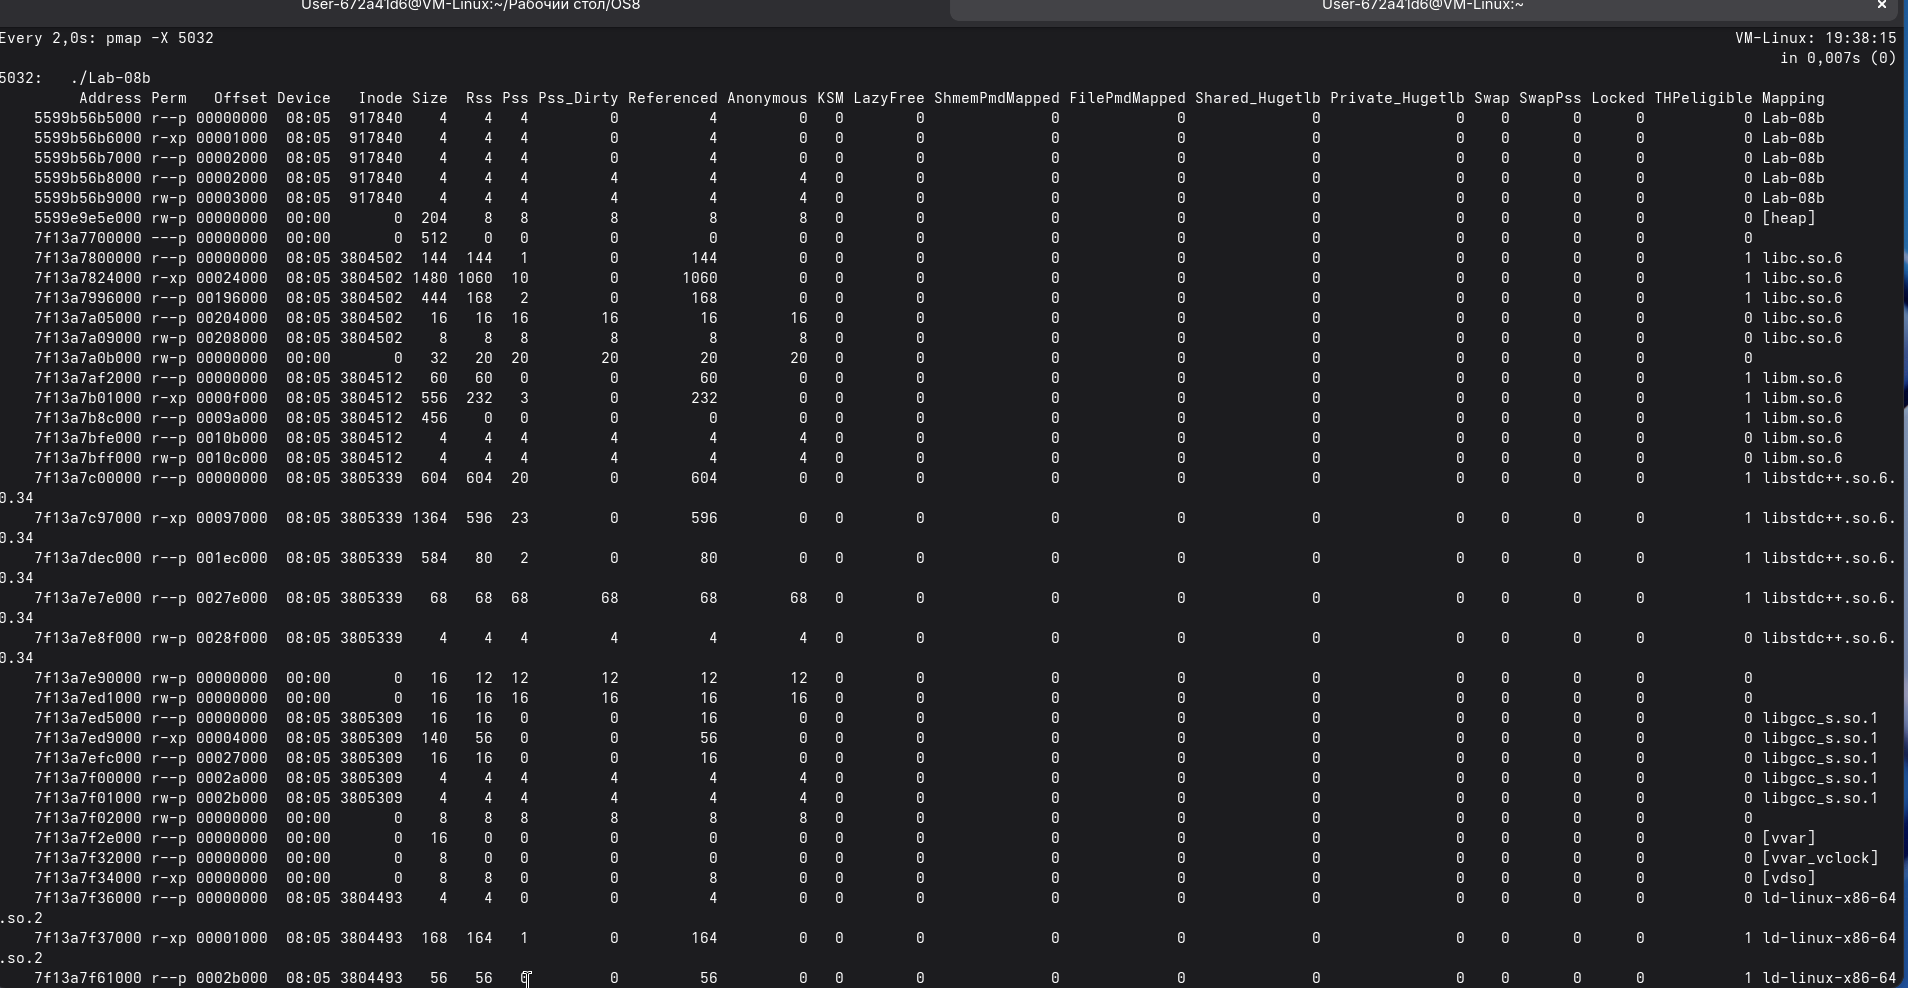 User-672a41d6@VM-Linux:~/Рабочий стол/OS8 User-672a41d6@VM-Linux:~ ×
Every 2,0s: pmap -X 5032 VM-Linux: 19:38:15
in 0,007s (0)
5032: ./Lab-08b
Address Perm Offset Device Inode Size Rss Pss Pss_Dirty Referenced Anonymous KSM LazyFree ShmemPmdMapped FilePmdMapped Shared_Hugetlb Private_Hugetlb Swap SwapPss Locked THPeligible Mapping
5599b56b5000 r--p 00000000 08:05 917840 4 4 4 0 4 0 0 0 0 0 0 0 0 0 0 0 Lab-08b
5599b56b6000 r-xp 00001000 08:05 917840 4 4 4 0 4 0 0 0 0 0 0 0 0 0 0 0 Lab-08b
5599b56b7000 r--p 00002000 08:05 917840 4 4 4 0 4 0 0 0 0 0 0 0 0 0 0 0 Lab-08b
5599b56b8000 r--p 00002000 08:05 917840 4 4 4 4 4 4 0 0 0 0 0 0 0 0 0 0 Lab-08b
5599b56b9000 rw-p 00003000 08:05 917840 4 4 4 4 4 4 0 0 0 0 0 0 0 0 0 0 Lab-08b
5599e9e5e000 rw-p 00000000 00:00 0 204 8 8 8 8 8 0 0 0 0 0 0 0 0 0 0 [heap]
7f13a7700000 ---p 00000000 00:00 0 512 0 0 0 0 0 0 0 0 0 0 0 0 0 0 0
7f13a7800000 r--p 00000000 08:05 3804502 144 144 1 0 144 0 0 0 0 0 0 0 0 0 0 1 libc.so.6
7f13a7824000 r-xp 00024000 08:05 3804502 1480 1060 10 0 1060 0 0 0 0 0 0 0 0 0 0 1 libc.so.6
7f13a7996000 r--p 00196000 08:05 3804502 444 168 2 0 168 0 0 0 0 0 0 0 0 0 0 1 libc.so.6
7f13a7a05000 r--p 00204000 08:05 3804502 16 16 16 16 16 16 0 0 0 0 0 0 0 0 0 0 libc.so.6
7f13a7a09000 rw-p 00208000 08:05 3804502 8 8 8 8 8 8 0 0 0 0 0 0 0 0 0 0 libc.so.6
7f13a7a0b000 rw-p 00000000 00:00 0 32 20 20 20 20 20 0 0 0 0 0 0 0 0 0 0
7f13a7af2000 r--p 00000000 08:05 3804512 60 60 0 0 60 0 0 0 0 0 0 0 0 0 0 1 libm.so.6
7f13a7b01000 r-xp 0000f000 08:05 3804512 556 232 3 0 232 0 0 0 0 0 0 0 0 0 0 1 libm.so.6
7f13a7b8c000 r--p 0009a000 08:05 3804512 456 0 0 0 0 0 0 0 0 0 0 0 0 0 0 1 libm.so.6
7f13a7bfe000 r--p 0010b000 08:05 3804512 4 4 4 4 4 4 0 0 0 0 0 0 0 0 0 0 libm.so.6
7f13a7bff000 rw-p 0010c000 08:05 3804512 4 4 4 4 4 4 0 0 0 0 0 0 0 0 0 0 libm.so.6
7f13a7c00000 r--p 00000000 08:05 3805339 604 604 20 0 604 0 0 0 0 0 0 0 0 0 0 1 libstdc++.so.6.
0.34
7f13a7c97000 r-xp 00097000 08:05 3805339 1364 596 23 0 596 0 0 0 0 0 0 0 0 0 0 1 libstdc++.so.6.
0.34
7f13a7dec000 r--p 001ec000 08:05 3805339 584 80 2 0 80 0 0 0 0 0 0 0 0 0 0 1 libstdc++.so.6.
0.34
7f13a7e7e000 r--p 0027e000 08:05 3805339 68 68 68 68 68 68 0 0 0 0 0 0 0 0 0 1 libstdc++.so.6.
0.34
7f13a7e8f000 rw-p 0028f000 08:05 3805339 4 4 4 4 4 4 0 0 0 0 0 0 0 0 0 0 libstdc++.so.6.
0.34
7f13a7e90000 rw-p 00000000 00:00 0 16 12 12 12 12 12 0 0 0 0 0 0 0 0 0 0
7f13a7ed1000 rw-p 00000000 00:00 0 16 16 16 16 16 16 0 0 0 0 0 0 0 0 0 0
7f13a7ed5000 r--p 00000000 08:05 3805309 16 16 0 0 16 0 0 0 0 0 0 0 0 0 0 0 libgcc_s.so.1
7f13a7ed9000 r-xp 00004000 08:05 3805309 140 56 0 0 56 0 0 0 0 0 0 0 0 0 0 0 libgcc_s.so.1
7f13a7efc000 r--p 00027000 08:05 3805309 16 16 0 0 16 0 0 0 0 0 0 0 0 0 0 0 libgcc_s.so.1
7f13a7f00000 r--p 0002a000 08:05 3805309 4 4 4 4 4 4 0 0 0 0 0 0 0 0 0 0 libgcc_s.so.1
7f13a7f01000 rw-p 0002b000 08:05 3805309 4 4 4 4 4 4 0 0 0 0 0 0 0 0 0 0 libgcc_s.so.1
7f13a7f02000 rw-p 00000000 00:00 0 8 8 8 8 8 8 0 0 0 0 0 0 0 0 0 0
7f13a7f2e000 r--p 00000000 00:00 0 16 0 0 0 0 0 0 0 0 0 0 0 0 0 0 0 [vvar]
7f13a7f32000 r--p 00000000 00:00 0 8 0 0 0 0 0 0 0 0 0 0 0 0 0 0 0 [vvar_vclock]
7f13a7f34000 r-xp 00000000 00:00 0 8 8 0 0 8 0 0 0 0 0 0 0 0 0 0 0 [vdso]
7f13a7f36000 r--p 00000000 08:05 3804493 4 4 0 0 4 0 0 0 0 0 0 0 0 0 0 0 ld-linux-x86-64
.so.2
7f13a7f37000 r-xp 00001000 08:05 3804493 168 164 1 0 164 0 0 0 0 0 0 0 0 0 0 1 ld-linux-x86-64
.so.2
7f13a7f61000 r--p 0002b000 08:05 3804493 56 56 0 0 56 0 0 0 0 0 0 0 0 0 0 1 ld-linux-x86-64